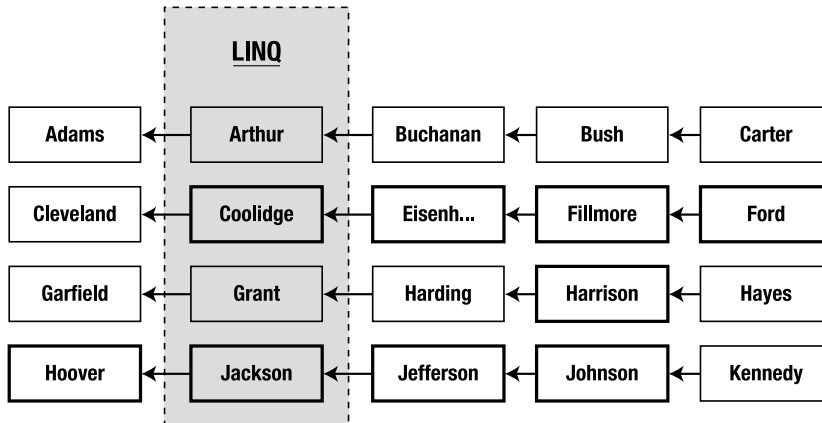 LINQ
Adams Arthur Buchanan Bush Carter
Cleveland Coolidge Eisenh... Fillmore Ford
Garfield Grant Harding Harrison Hayes
Hoover Jackson Jefferson Johnson Kennedy